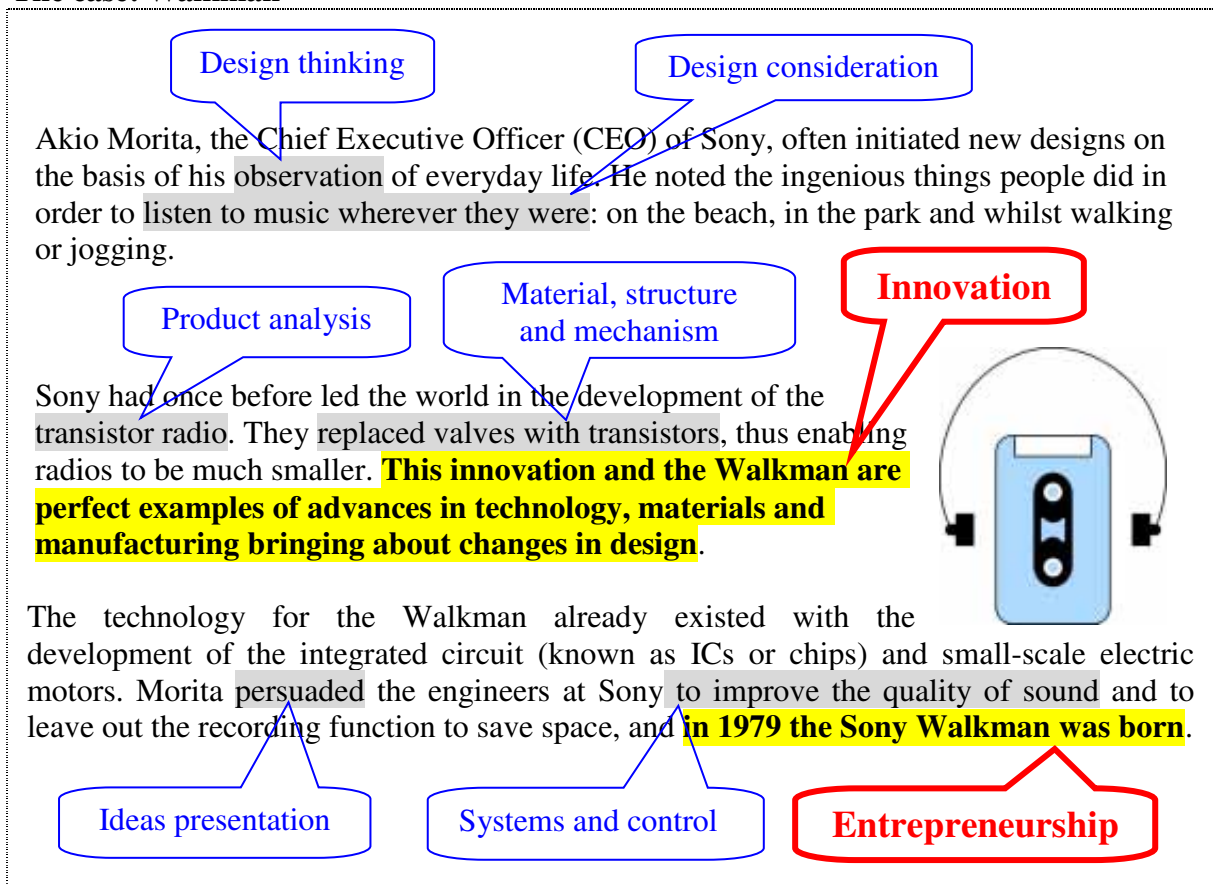 The case: Walkman
Design thinking
Design consideration
Akio Morita, the Chief Executive Officer (CEO) of Sony, often initiated new designs on
the basis of his observation of everyday life. He noted the ingenious things people did in
order to listen to music wherever they were: on the beach, in the park and whilst walking
or jogging.
Product analysis
Material, structure
and mechanism
Innovation
Sony had once before led the world in the development of the
transistor radio. They replaced valves with transistors, thus enabling
radios to be much smaller. This innovation and the Walkman are
perfect examples of advances in technology, materials and
manufacturing bringing about changes in design.
The technology for the Walkman already existed with the
development of the integrated circuit (known as ICs or chips) and small-scale electric
motors. Morita persuaded the engineers at Sony to improve the quality of sound and to
leave out the recording function to save space, and in 1979 the Sony Walkman was born.
Ideas presentation
Systems and control
Entrepreneurship